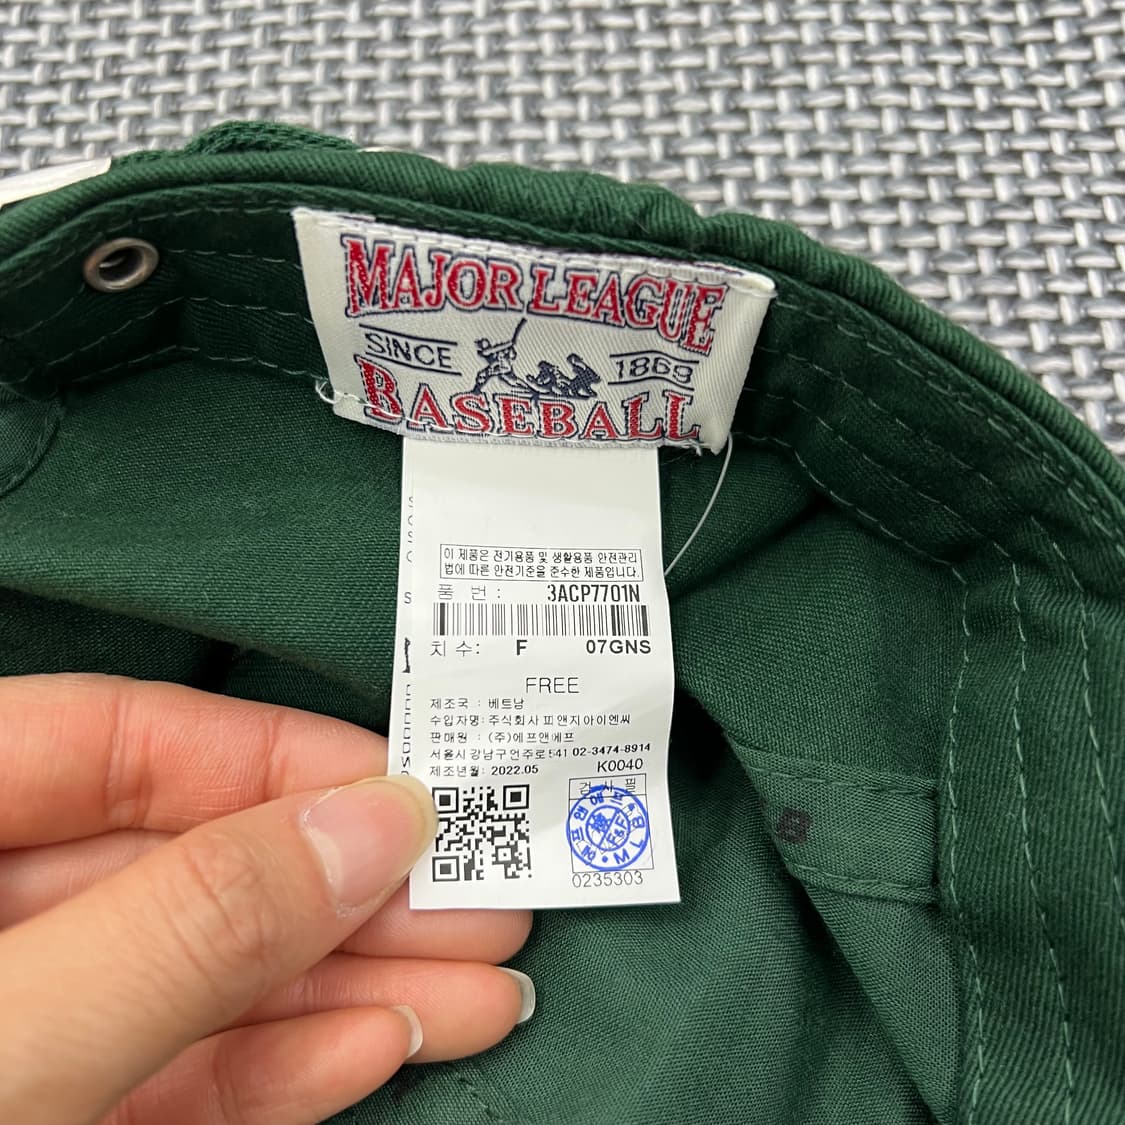 MAJOR LEAGUE
SINCE 1869
BASEBALL
이 제품은 전기용품 및 생활용품 안전관리
법에 따른 안전기준을 준수한 제품입니다.
품 번 : 3ACP7701N
치 수: F 07GNS
FREE
제조국 : 베트남
수입자명: 주식회사 피앤지아이엔씨
판매원 : (주)에프앤에프
서울시 강남구 언주로 541 02-3474-8914
제조년월: 2022.05 K0040
검 사 필
MLB
F&F
0235303